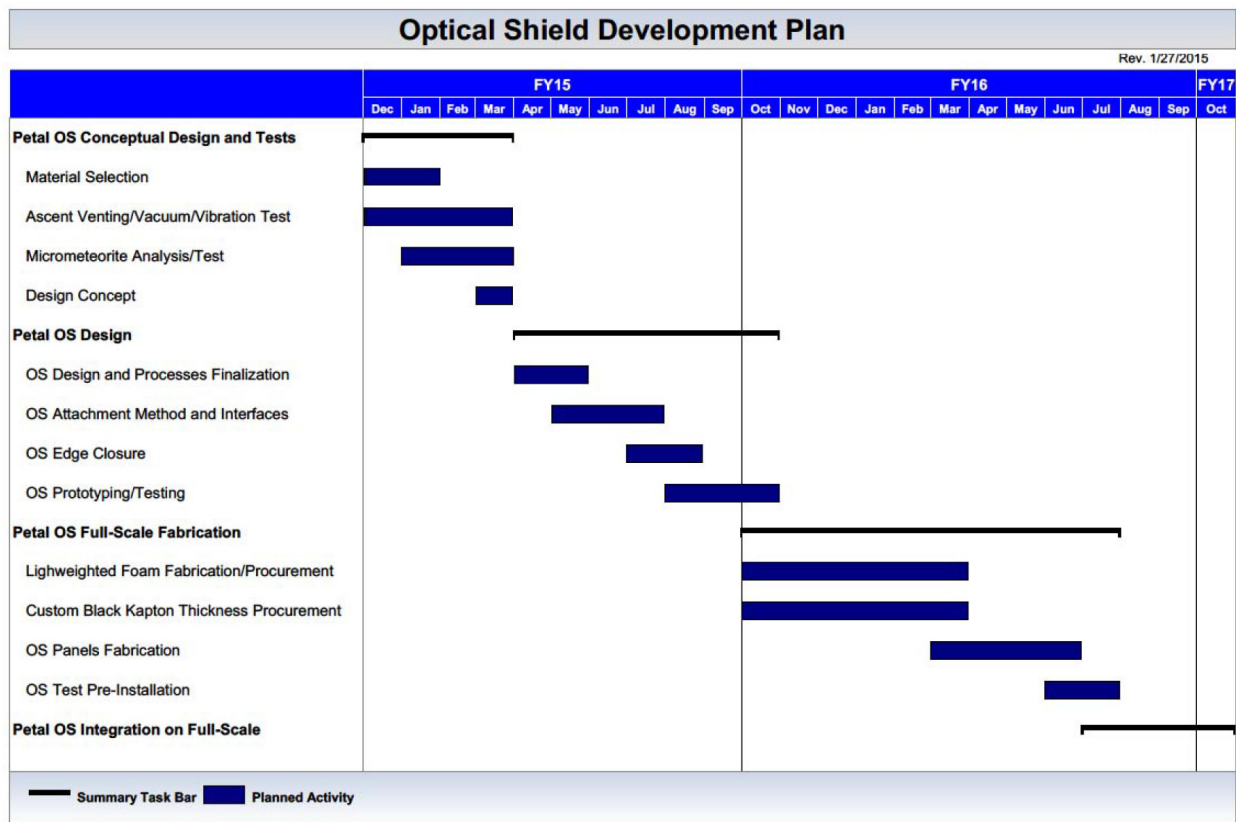 Optical Shield Development Plan
Rev. 1/27/2015
FY15 FY16 FY17
Dec Jan Feb Mar Apr May Jun Jul Aug Sep Oct Nov Dec Jan Feb Mar Apr May Jun Jul Aug Sep Oct
Petal OS Conceptual Design and Tests
Material Selection
Ascent Venting/Vacuum/Vibration Test
Micrometeorite Analysis/Test
Design Concept
Petal OS Design
OS Design and Processes Finalization
OS Attachment Method and Interfaces
OS Edge Closure
OS Prototyping/Testing
Petal OS Full-Scale Fabrication
Lighweighted Foam Fabrication/Procurement
Custom Black Kapton Thickness Procurement
OS Panels Fabrication
OS Test Pre-Installation
Petal OS Integration on Full-Scale
Summary Task Bar Planned Activity